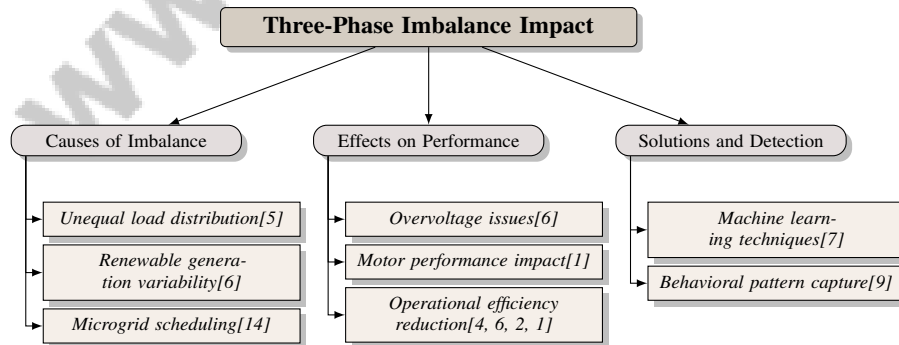 Three-Phase Imbalance Impact
Causes of Imbalance
Effects on Performance
Solutions and Detection
Unequal load distribution[5]
Renewable genera-
tion variability[6]
Microgrid scheduling[14]
Overvoltage issues[6]
Motor performance impact[1]
Operational efficiency
reduction[4, 6, 2, 1]
Machine learn-
ing techniques[7]
Behavioral pattern capture[9]